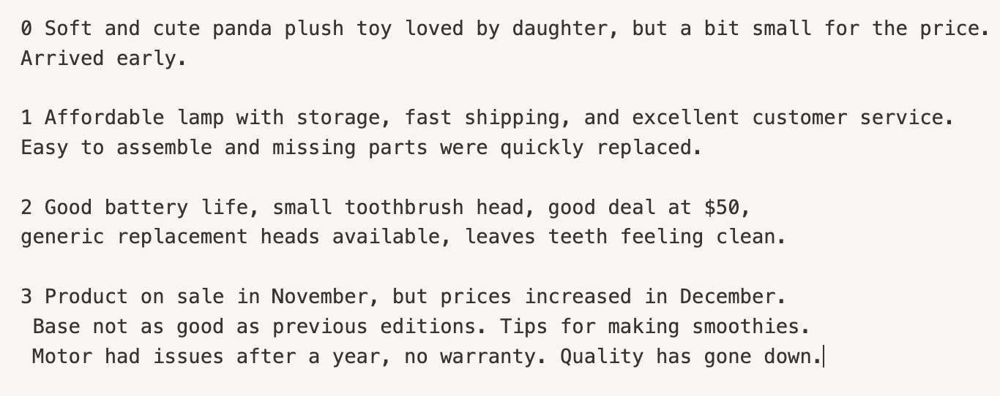 0 Soft and cute panda plush toy loved by daughter, but a bit small for the price.
Arrived early.
1 Affordable lamp with storage, fast shipping, and excellent customer service.
Easy to assemble and missing parts were quickly replaced.
2 Good battery life, small toothbrush head, good deal at $50,
generic replacement heads available, leaves teeth feeling clean.
3 Product on sale in November, but prices increased in December.
Base not as good as previous editions. Tips for making smoothies.
Motor had issues after a year, no warranty. Quality has gone down.